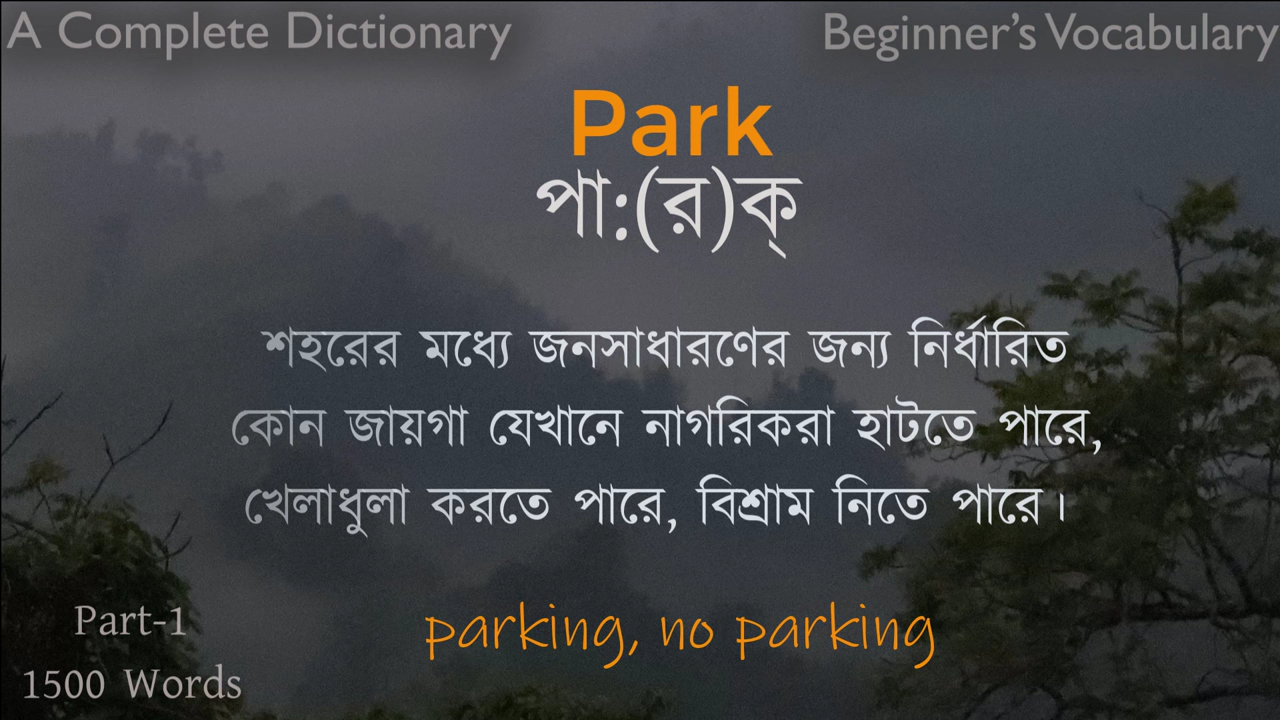 A Complete Dictionary
Beginner’s Vocabulary
Park
পা:(র)ক্
শহরের মধ্যে জনসাধারণের জন্য নির্ধারিত
কোন জায়গা যেখানে নাগরিকরা হাটতে পারে,
খেলাধুলা করতে পারে, বিশ্রাম নিতে পারে।
parking, no parking
Part-1
1500 Words